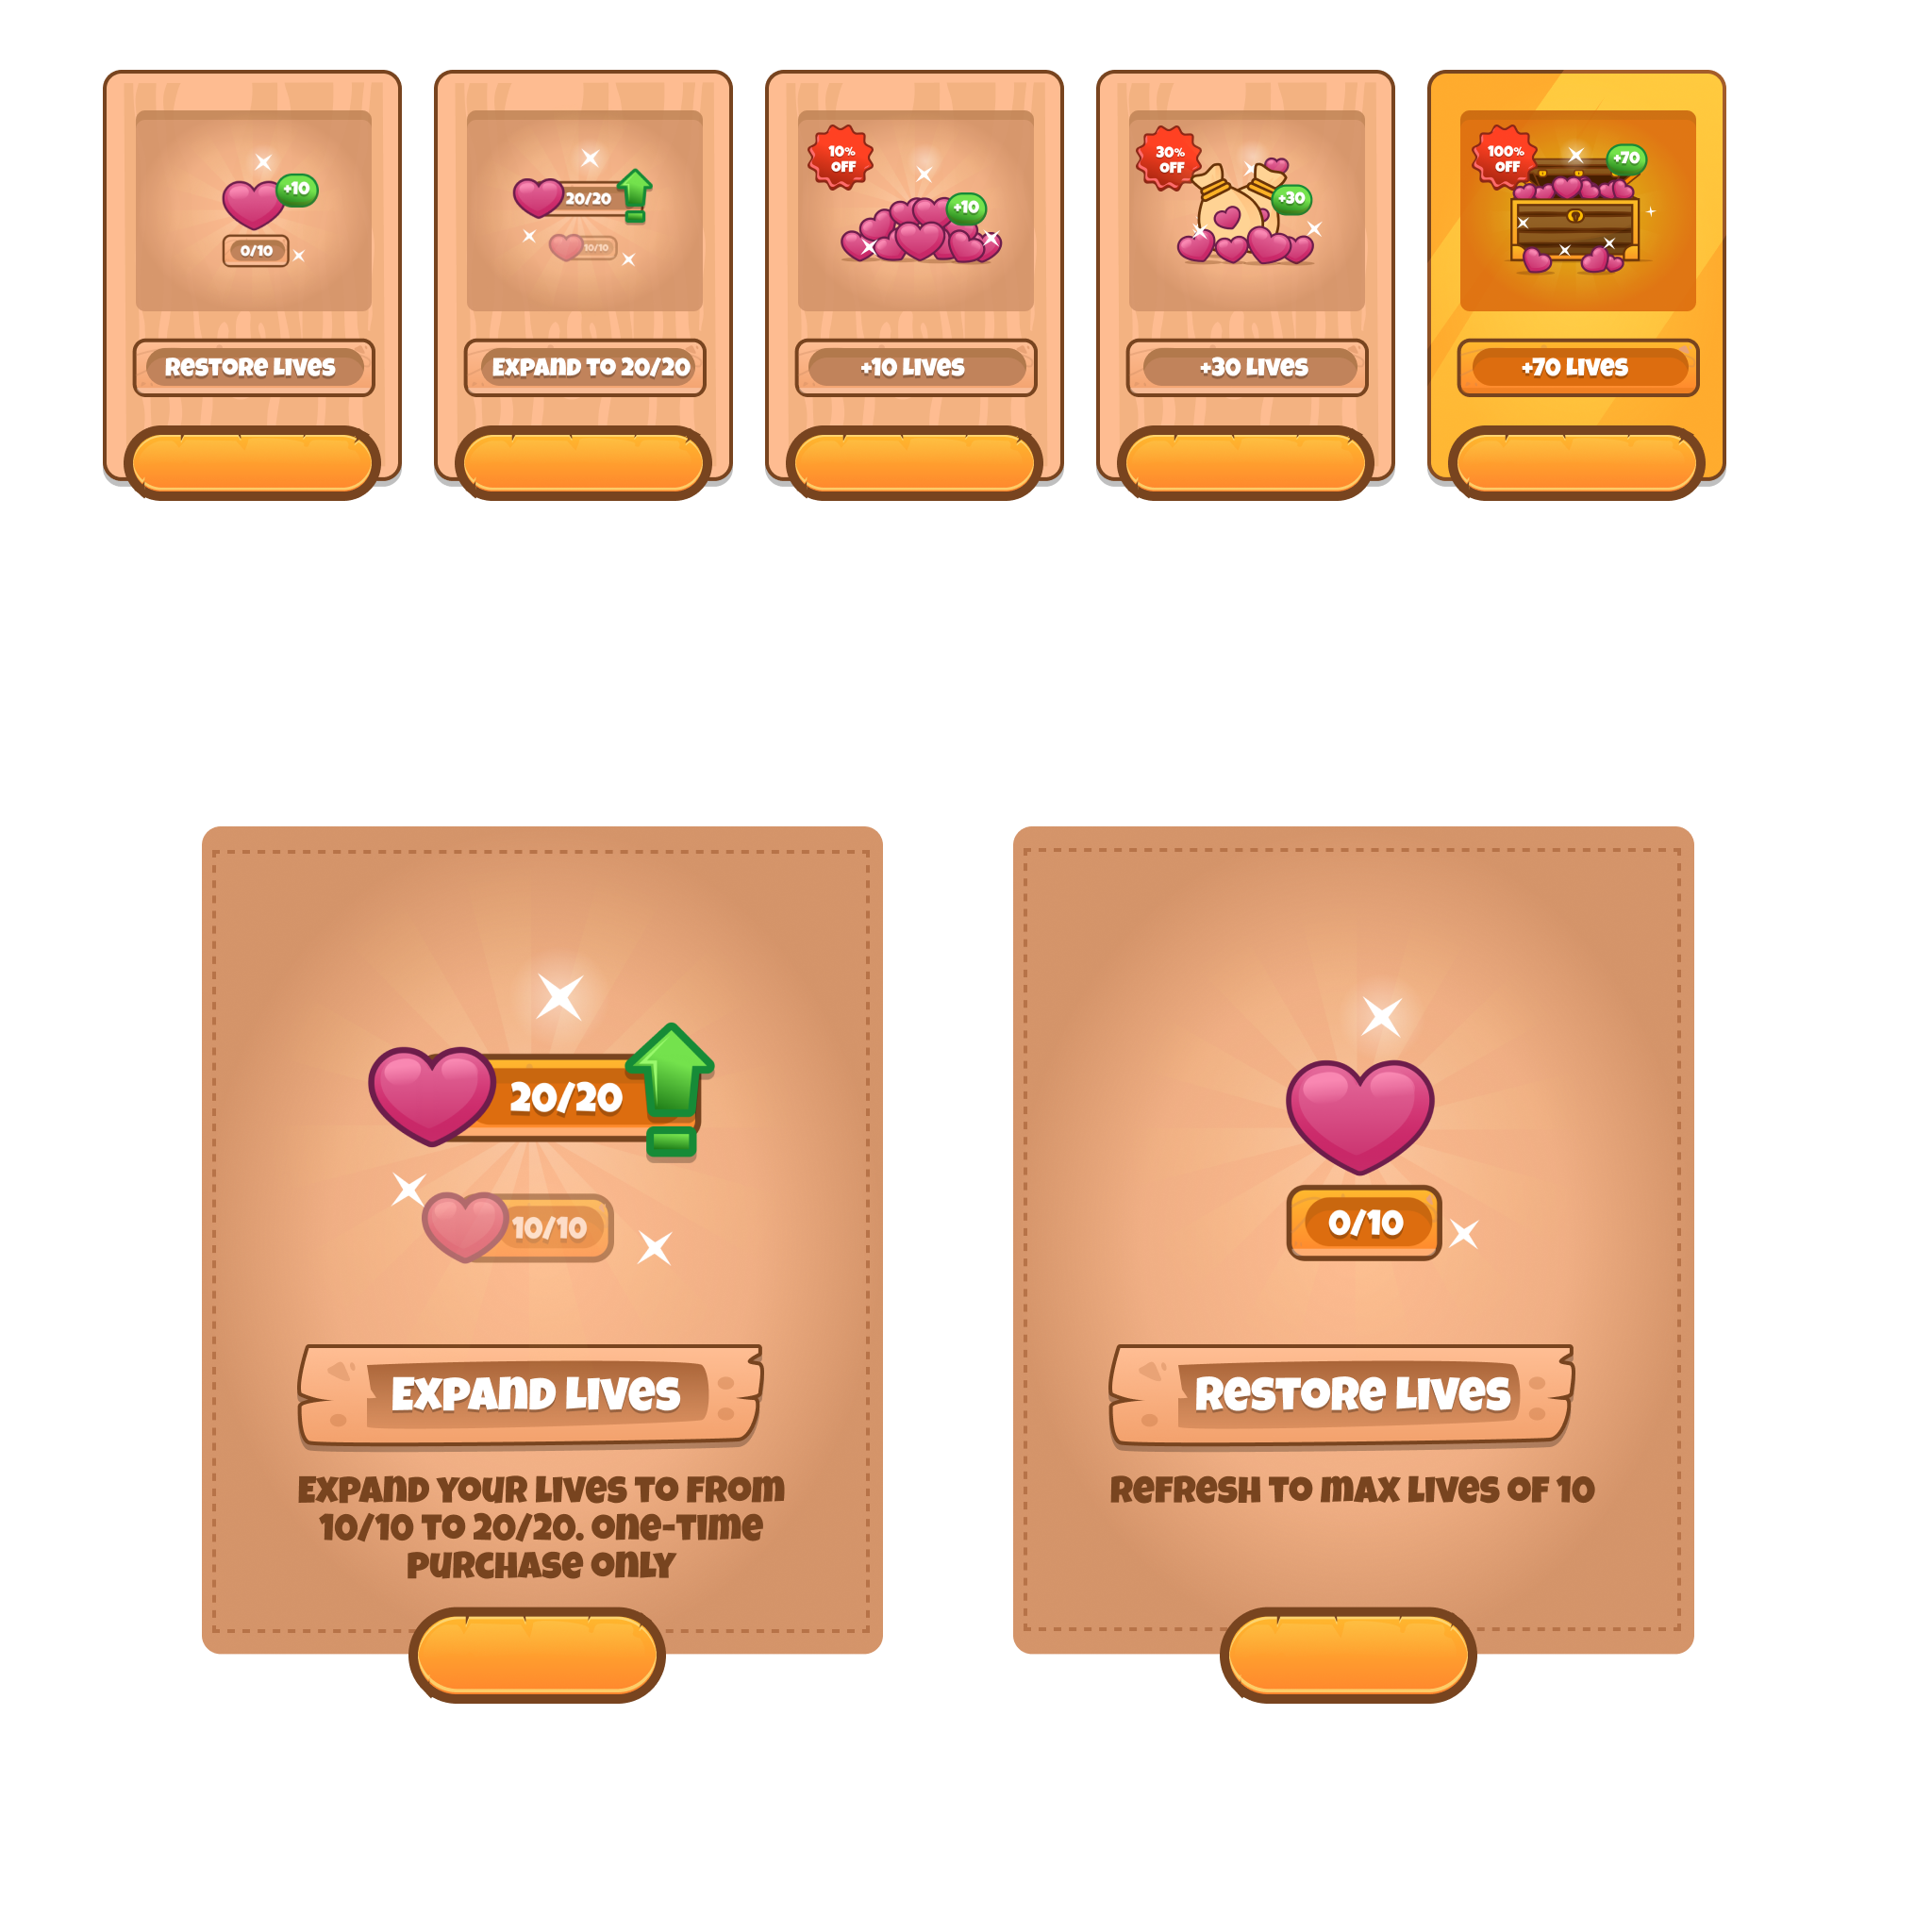 +10
0/10
RESTORE LIVES
20/20
10/10
EXPAND TO 20/20
10%
OFF
+10
+10 LIVES
30%
OFF
+30
+30 LIVES
100%
OFF
+70
+70 LIVES
20/20
10/10
EXPAND LIVES
EXPAND YOUR LIVES TO FROM
10/10 TO 20/20. ONE-TIME
PURCHASE ONLY
0/10
RESTORE LIVES
REFRESH TO MAX LIVES OF 10